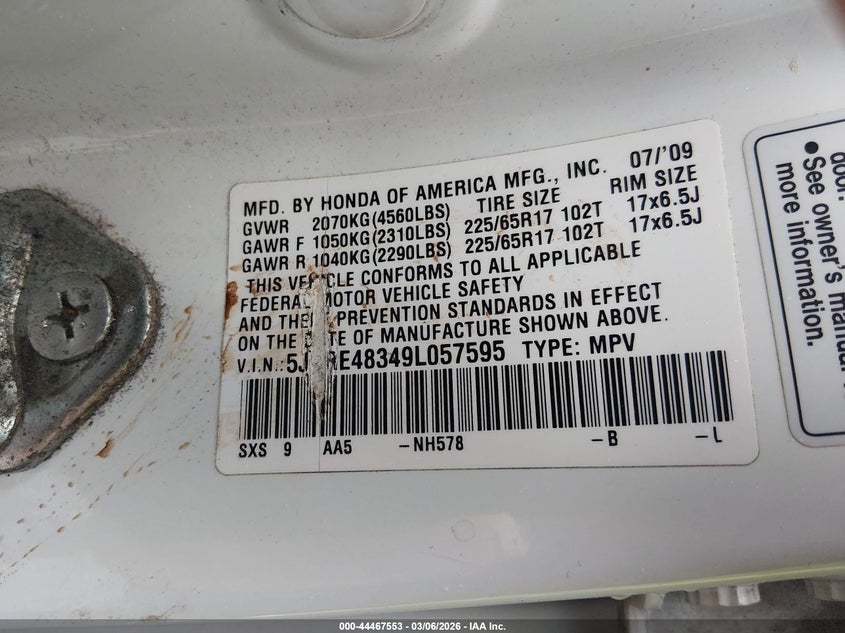 MFD. BY HONDA OF AMERICA MFG., INC. 07/'09
GVWR 2070KG(4560LBS) TIRE SIZE RIM SIZE
GAWR F 1050KG(2310LBS) 225/65R17 102T 17x6.5J
GAWR R 1040KG(2290LBS) 225/65R17 102T 17x6.5J
THIS CONFORMS TO ALL APPLICABLE
MOTOR VEHICLE SAFETY
AND PREVENTION STANDARDS IN EFFECT
ON THE OF MANUFACTURE SHOWN ABOVE.
V.I.N.: TYPE: MPV
SXS 9 AA5 -NH578 -B -L
door.
●See owner's manual
more information.
000-44467553 - 03/06/2026 - IAA Inc.